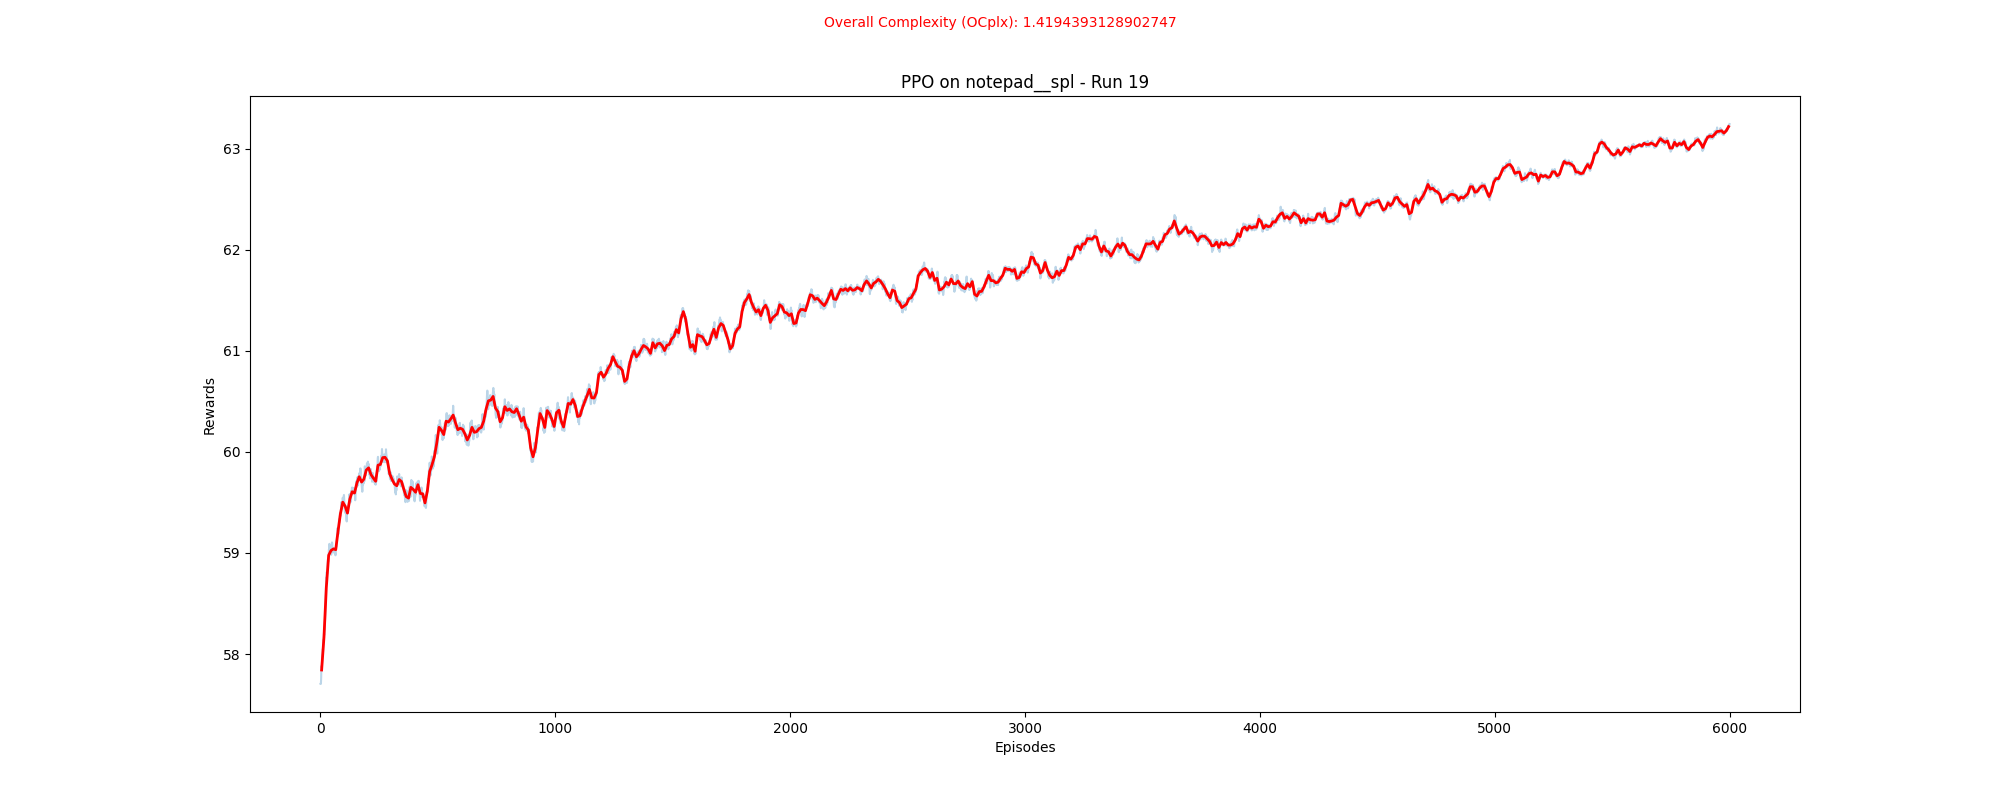 Overall Complexity (OCplx): 1.4194393128902747
PPO on notepad__spl - Run 19
63
62
61
60
59
58
Rewards
0 1000 2000 3000 4000 5000 6000
Episodes